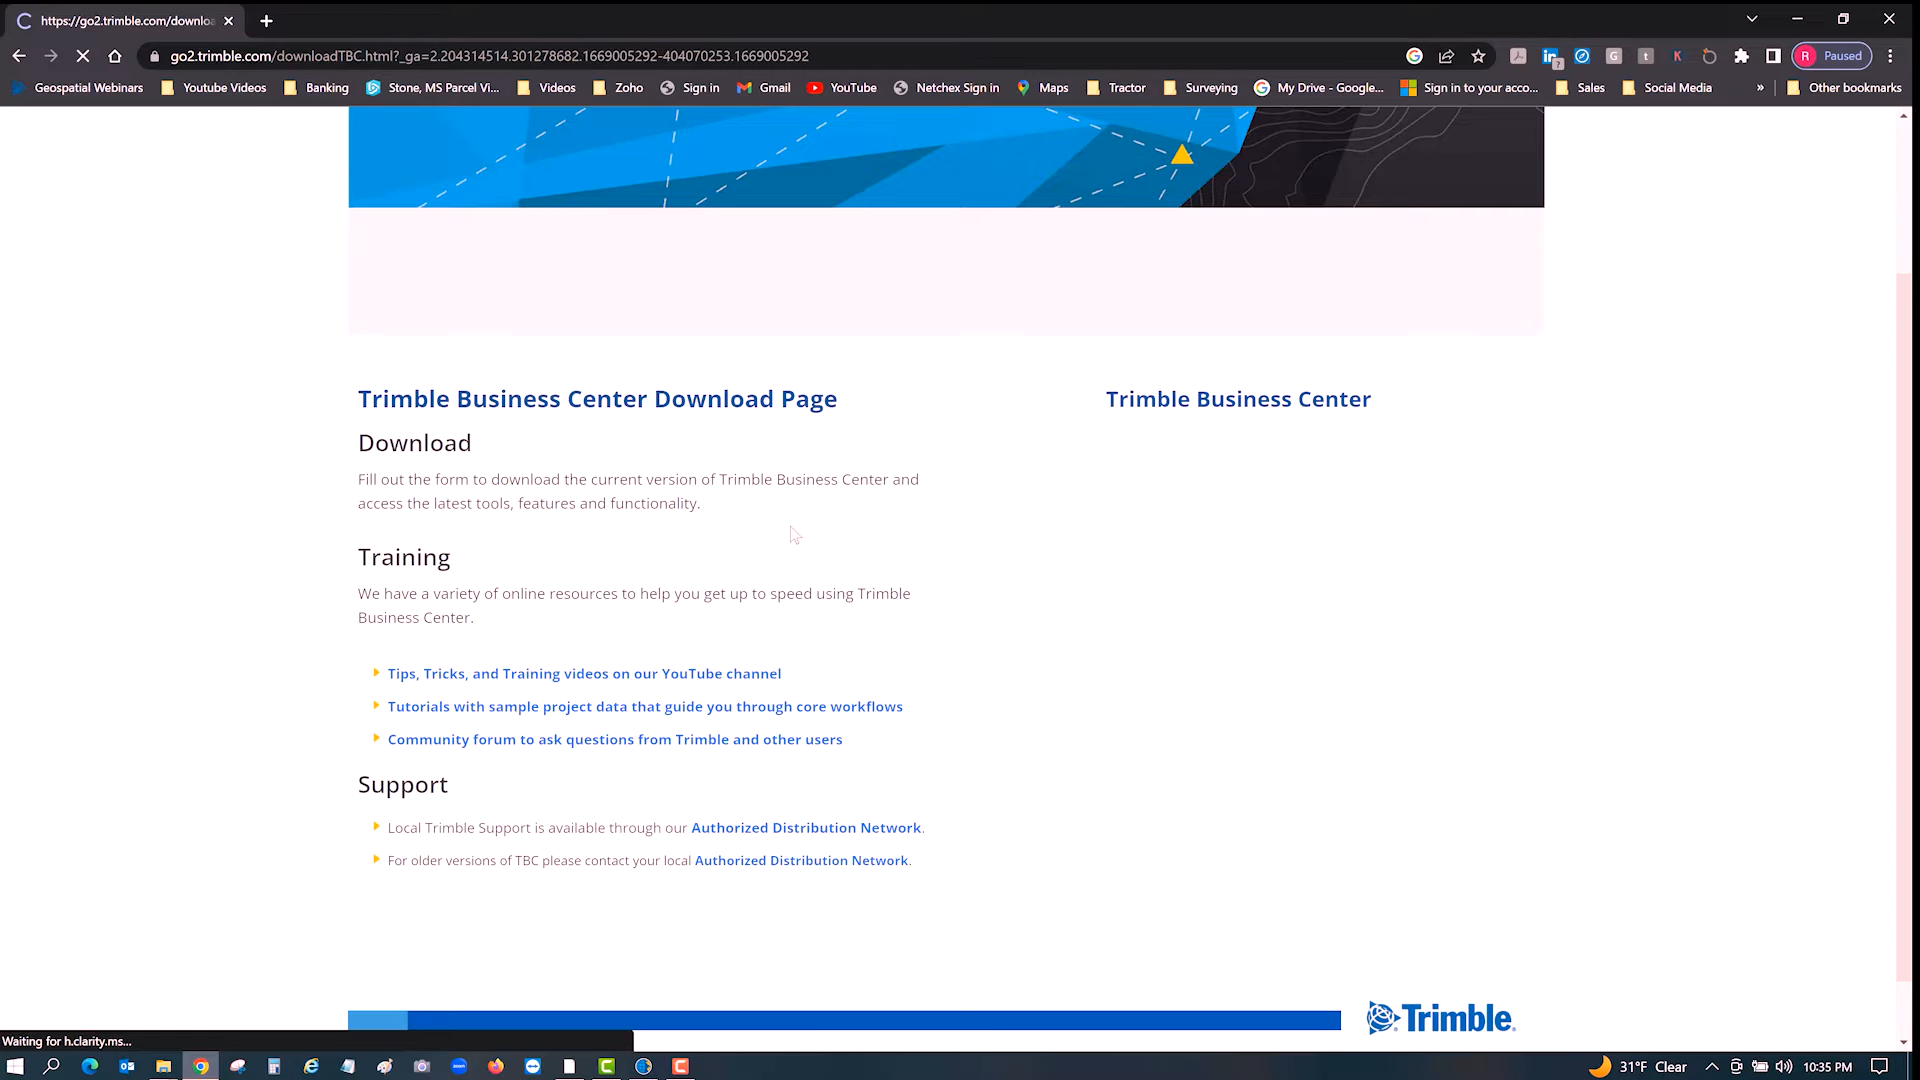 https://go2.trimble.com/downloa
go2.trimble.com/downloadTBC.html?_ga=2.204314514.301278682.1669005292-404070253.1669005292
R Paused
Geospatial Webinars Youtube Videos Banking Stone, MS Parcel Vi... Videos Zoho Sign in Gmail YouTube Netchex Sign in Maps Tractor Surveying My Drive - Google... Sign in to your acco... Sales Social Media » Other bookmarks
Trimble Business Center Download Page
Trimble Business Center
Download
Fill out the form to download the current version of Trimble Business Center and
access the latest tools, features and functionality.
Training
We have a variety of online resources to help you get up to speed using Trimble
Business Center.
Tips, Tricks, and Training videos on our YouTube channel
Tutorials with sample project data that guide you through core workflows
Community forum to ask questions from Trimble and other users
Support
Local Trimble Support is available through our Authorized Distribution Network.
For older versions of TBC please contact your local Authorized Distribution Network.
Trimble
Waiting for h.clarity.ms...
31°F Clear
10:35 PM